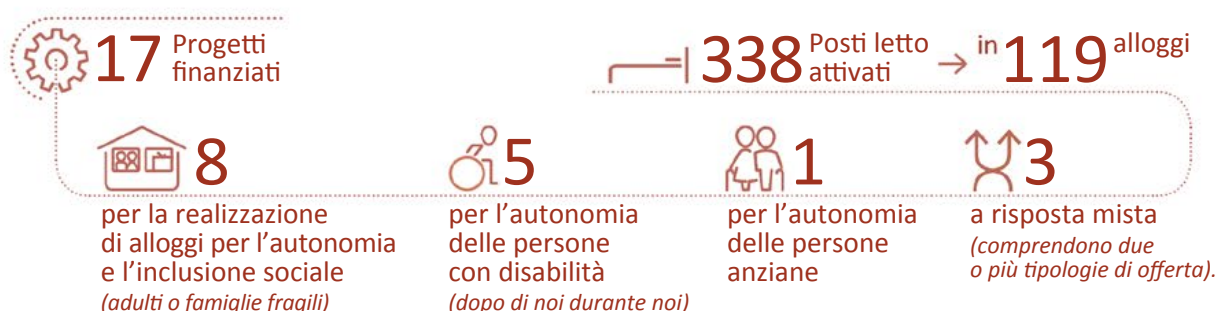 17 Progetti
finanziati
338 Posti letto
attivati
in 119 alloggi
8
per la realizzazione
di alloggi per l'autonomia
e l'inclusione sociale
(adulti o famiglie fragili)
5
per l'autonomia
delle persone
con disabilità
(dopo di noi durante noi)
1
per l'autonomia
delle persone
anziane
3
a risposta mista
(comprendono due
o più tipologie di offerta).